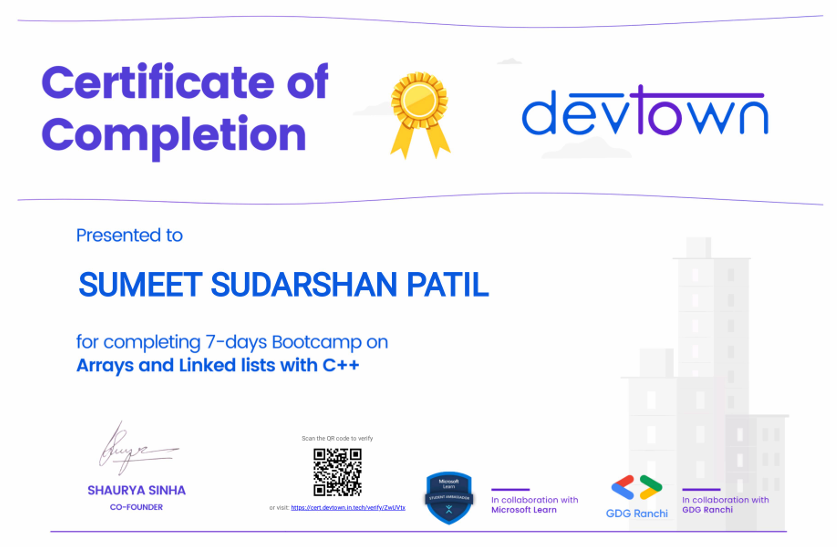 Certificate of
Completion
devtown
Presented to
SUMEET SUDARSHAN PATIL
for completing 7-days Bootcamp on
Arrays and Linked lists with C++
SHAURYA SINHA
CO-FOUNDER
Scan the QR code to verify
or visit: https://cert.devtown.in.tech/verify/ZwUVtx
Microsoft
Learn
STUDENT AMBASSADOR
In collaboration with
Microsoft Learn
GDG Ranchi
In collaboration with
GDG Ranchi